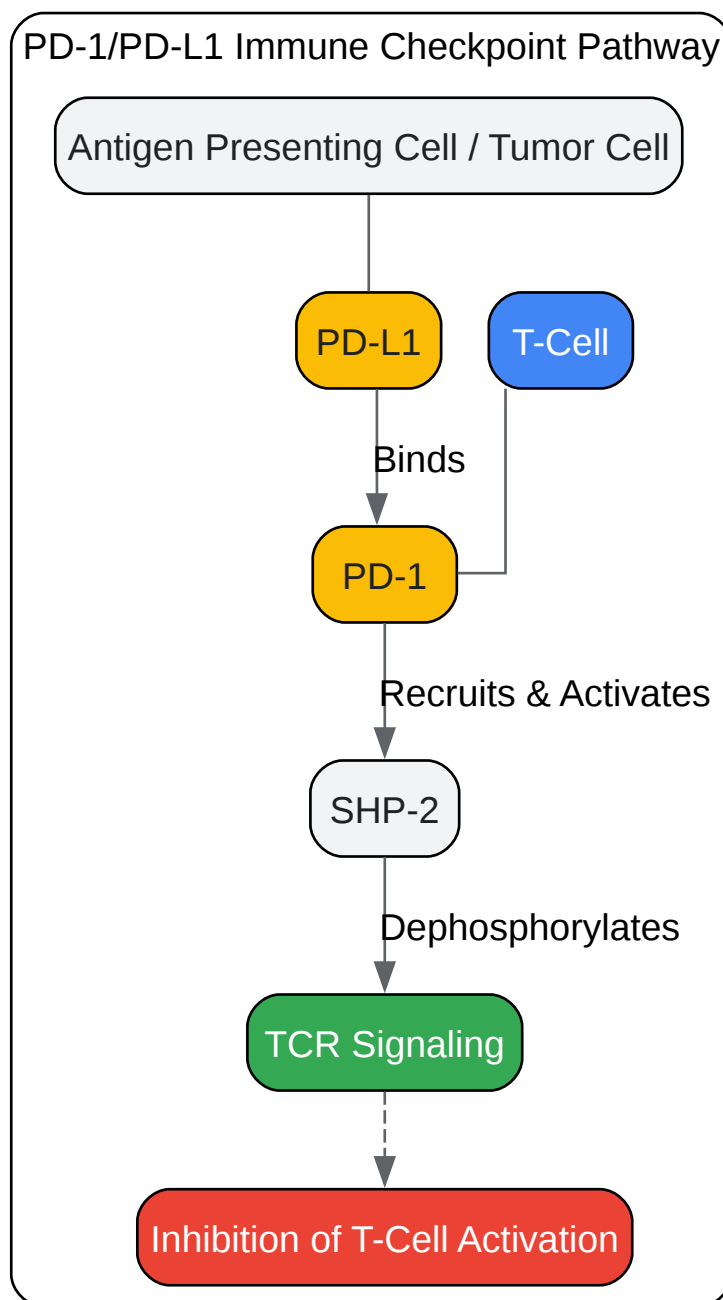 PD-1/PD-L1 Immune Checkpoint Pathway
Antigen Presenting Cell / Tumor Cell
PD-L1
T-Cell
Binds
PD-1
Recruits & Activates
SHP-2
Dephosphorylates
TCR Signaling
Inhibition of T-Cell Activation